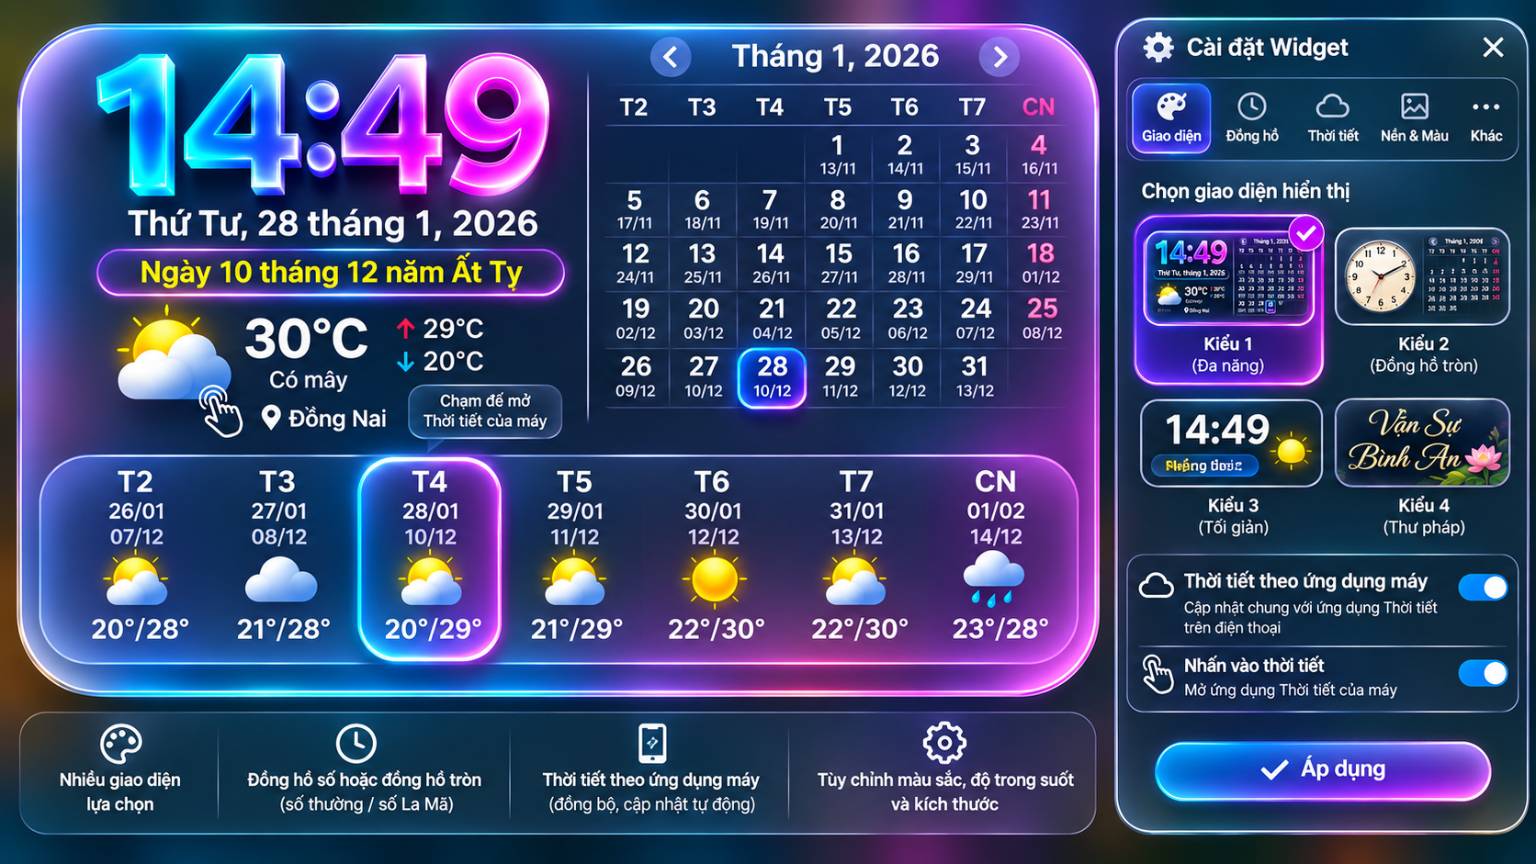 14:49
Thứ Tư, 28 tháng 1, 2026
Ngày 10 tháng 12 năm Ất Tỵ
30°C
29°C
20°C
Có mây
Đồng Nai
Chạm để mở
Thời tiết của máy
Tháng 1, 2026
T2 T3 T4 T5 T6 T7 CN
1 2 3 4
13/11 14/11 15/11 16/11
5 6 7 8 9 10 11
17/11 18/11 19/11 20/11 21/11 22/11 23/11
12 13 14 15 16 17 18
24/11 25/11 26/11 27/11 28/11 29/11 01/12
19 20 21 22 23 24 25
02/12 03/12 04/12 05/12 06/12 07/12 08/12
26 27 28 29 30 31
09/12 10/12 10/12 11/12 12/12 13/12
T2 T3 T4 T5 T6 T7 CN
26/01 27/01 28/01 29/01 30/01 31/01 01/02
07/12 08/12 10/12 11/12 12/12 13/12 14/12
20°/28° 21°/28° 20°/29° 21°/29° 22°/30° 22°/30° 23°/28°
Nhiều giao diện
lựa chọn
Đồng hồ số hoặc đồng hồ tròn
(số thường / số La Mã)
Thời tiết theo ứng dụng máy
(đồng bộ, cập nhật tự động)
Tùy chỉnh màu sắc, độ trong suốt
và kích thước
Cài đặt Widget
Giao diện Đồng hồ Thời tiết Nền & Màu Khác
Chọn giao diện hiển thị
14:49
30°C
Kiểu 1
(Đa năng)
12 1 2 3 4 5 6 7 8 9 10 11
Kiểu 2
(Đồng hồ tròn)
14:49
Kiểu 3
(Tối giản)
Vạn Sự
Bình An
Kiểu 4
(Thư pháp)
Thời tiết theo ứng dụng máy
Cập nhật chung với ứng dụng Thời tiết
trên điện thoại
Nhấn vào thời tiết
Mở ứng dụng Thời tiết của máy
Áp dụng